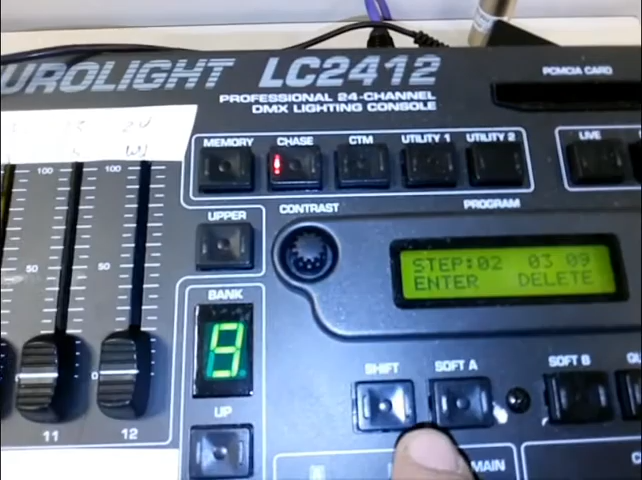 UROLIGHT LC2412
PROFESSIONAL 24-CHANNEL
DMX LIGHTING CONSOLE
PCMCIA CARD
MEMORY CHASE CTM UTILITY 1 UTILITY 2 LIVE
100 100
UPPER CONTRAST PROGRAM
STEP:02 03 09
ENTER DELETE
50 50
BANK
9
SHIFT SOFT A SOFT B
0
UP
11 12
MAIN